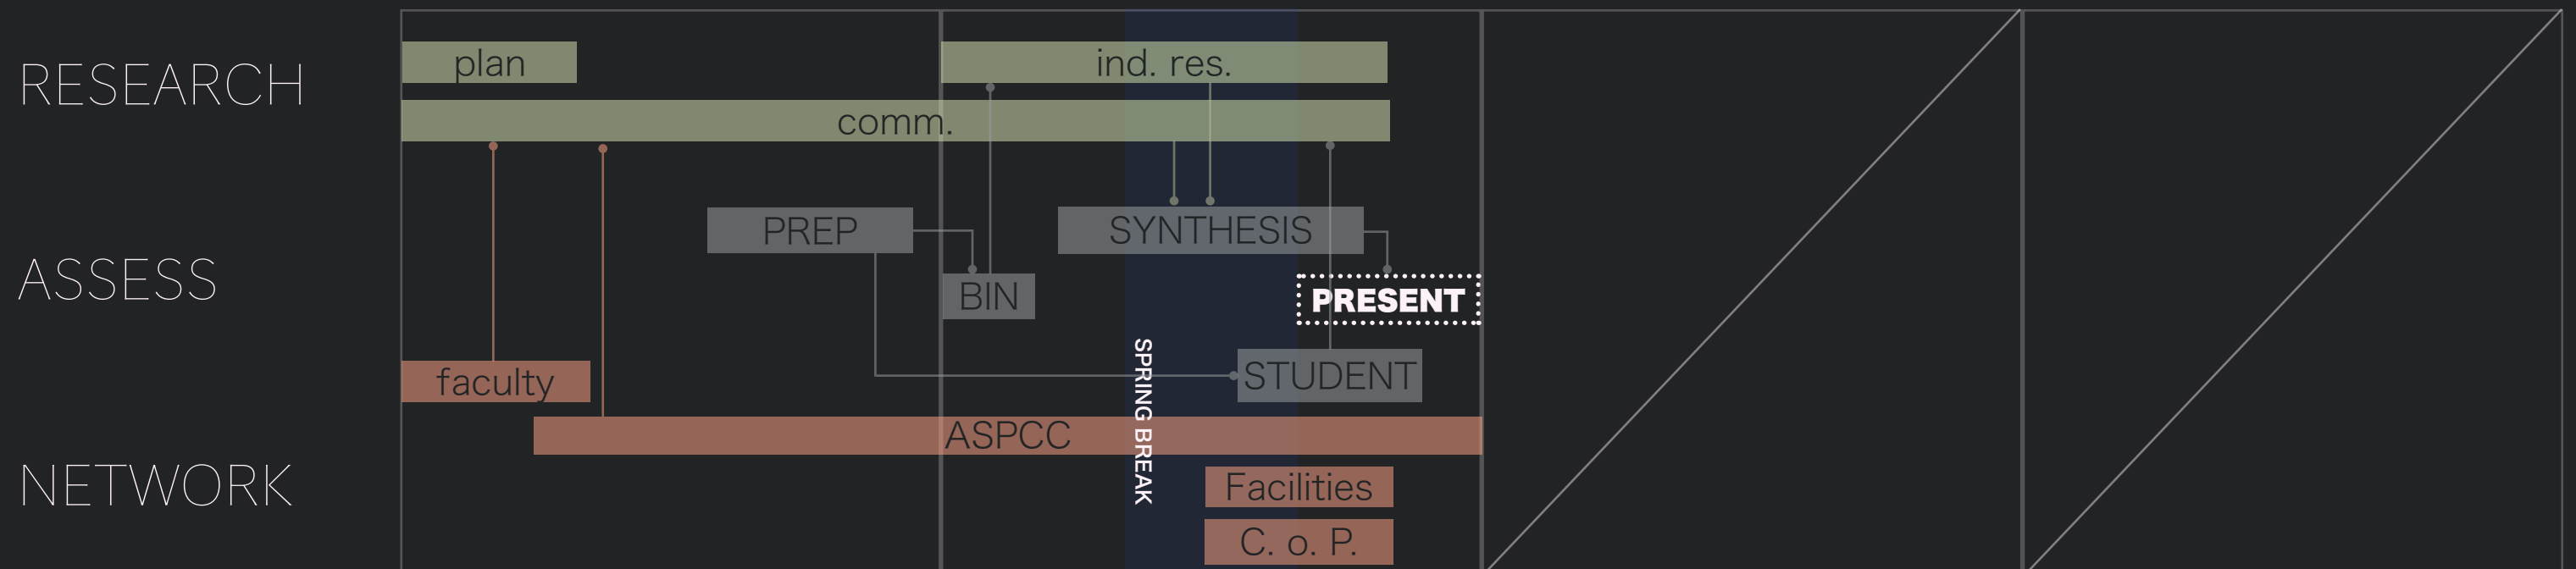 RESEARCH
plan
ind. res.
comm.
ASSESS
PREP
SYNTHESIS
BIN
PRESENT
STUDENT
SPRING BREAK
NETWORK
faculty
ASPCC
Facilities
C. o. P.